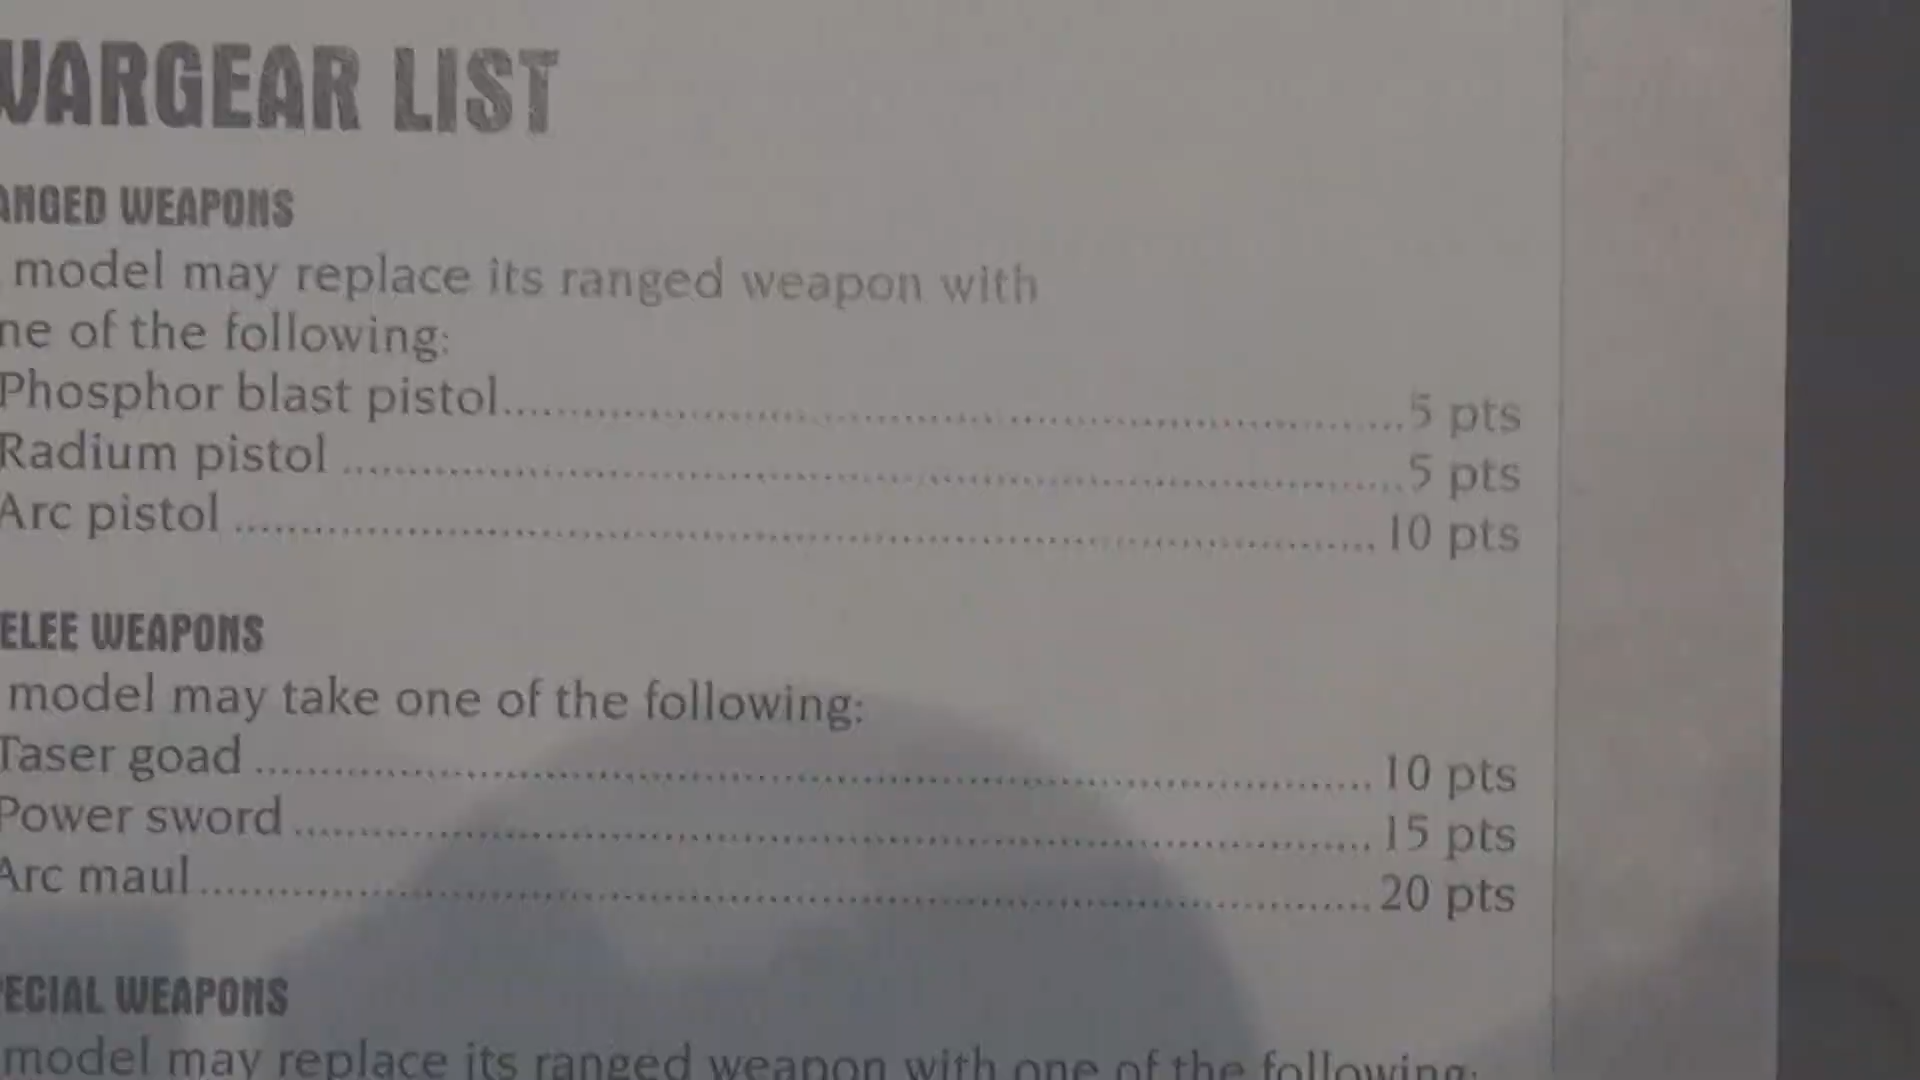 WARGEAR LIST
ANGED WEAPONS
model may replace its ranged weapon with
ne of the following:
Phosphor blast pistol.....5 pts
Radium pistol.....5 pts
Arc pistol.....10 pts
ELEE WEAPONS
model may take one of the following:
Taser goad.....10 pts
Power sword.....15 pts
Arc maul.....20 pts
PECIAL WEAPONS
model may replace its ranged weapon with one of the following: